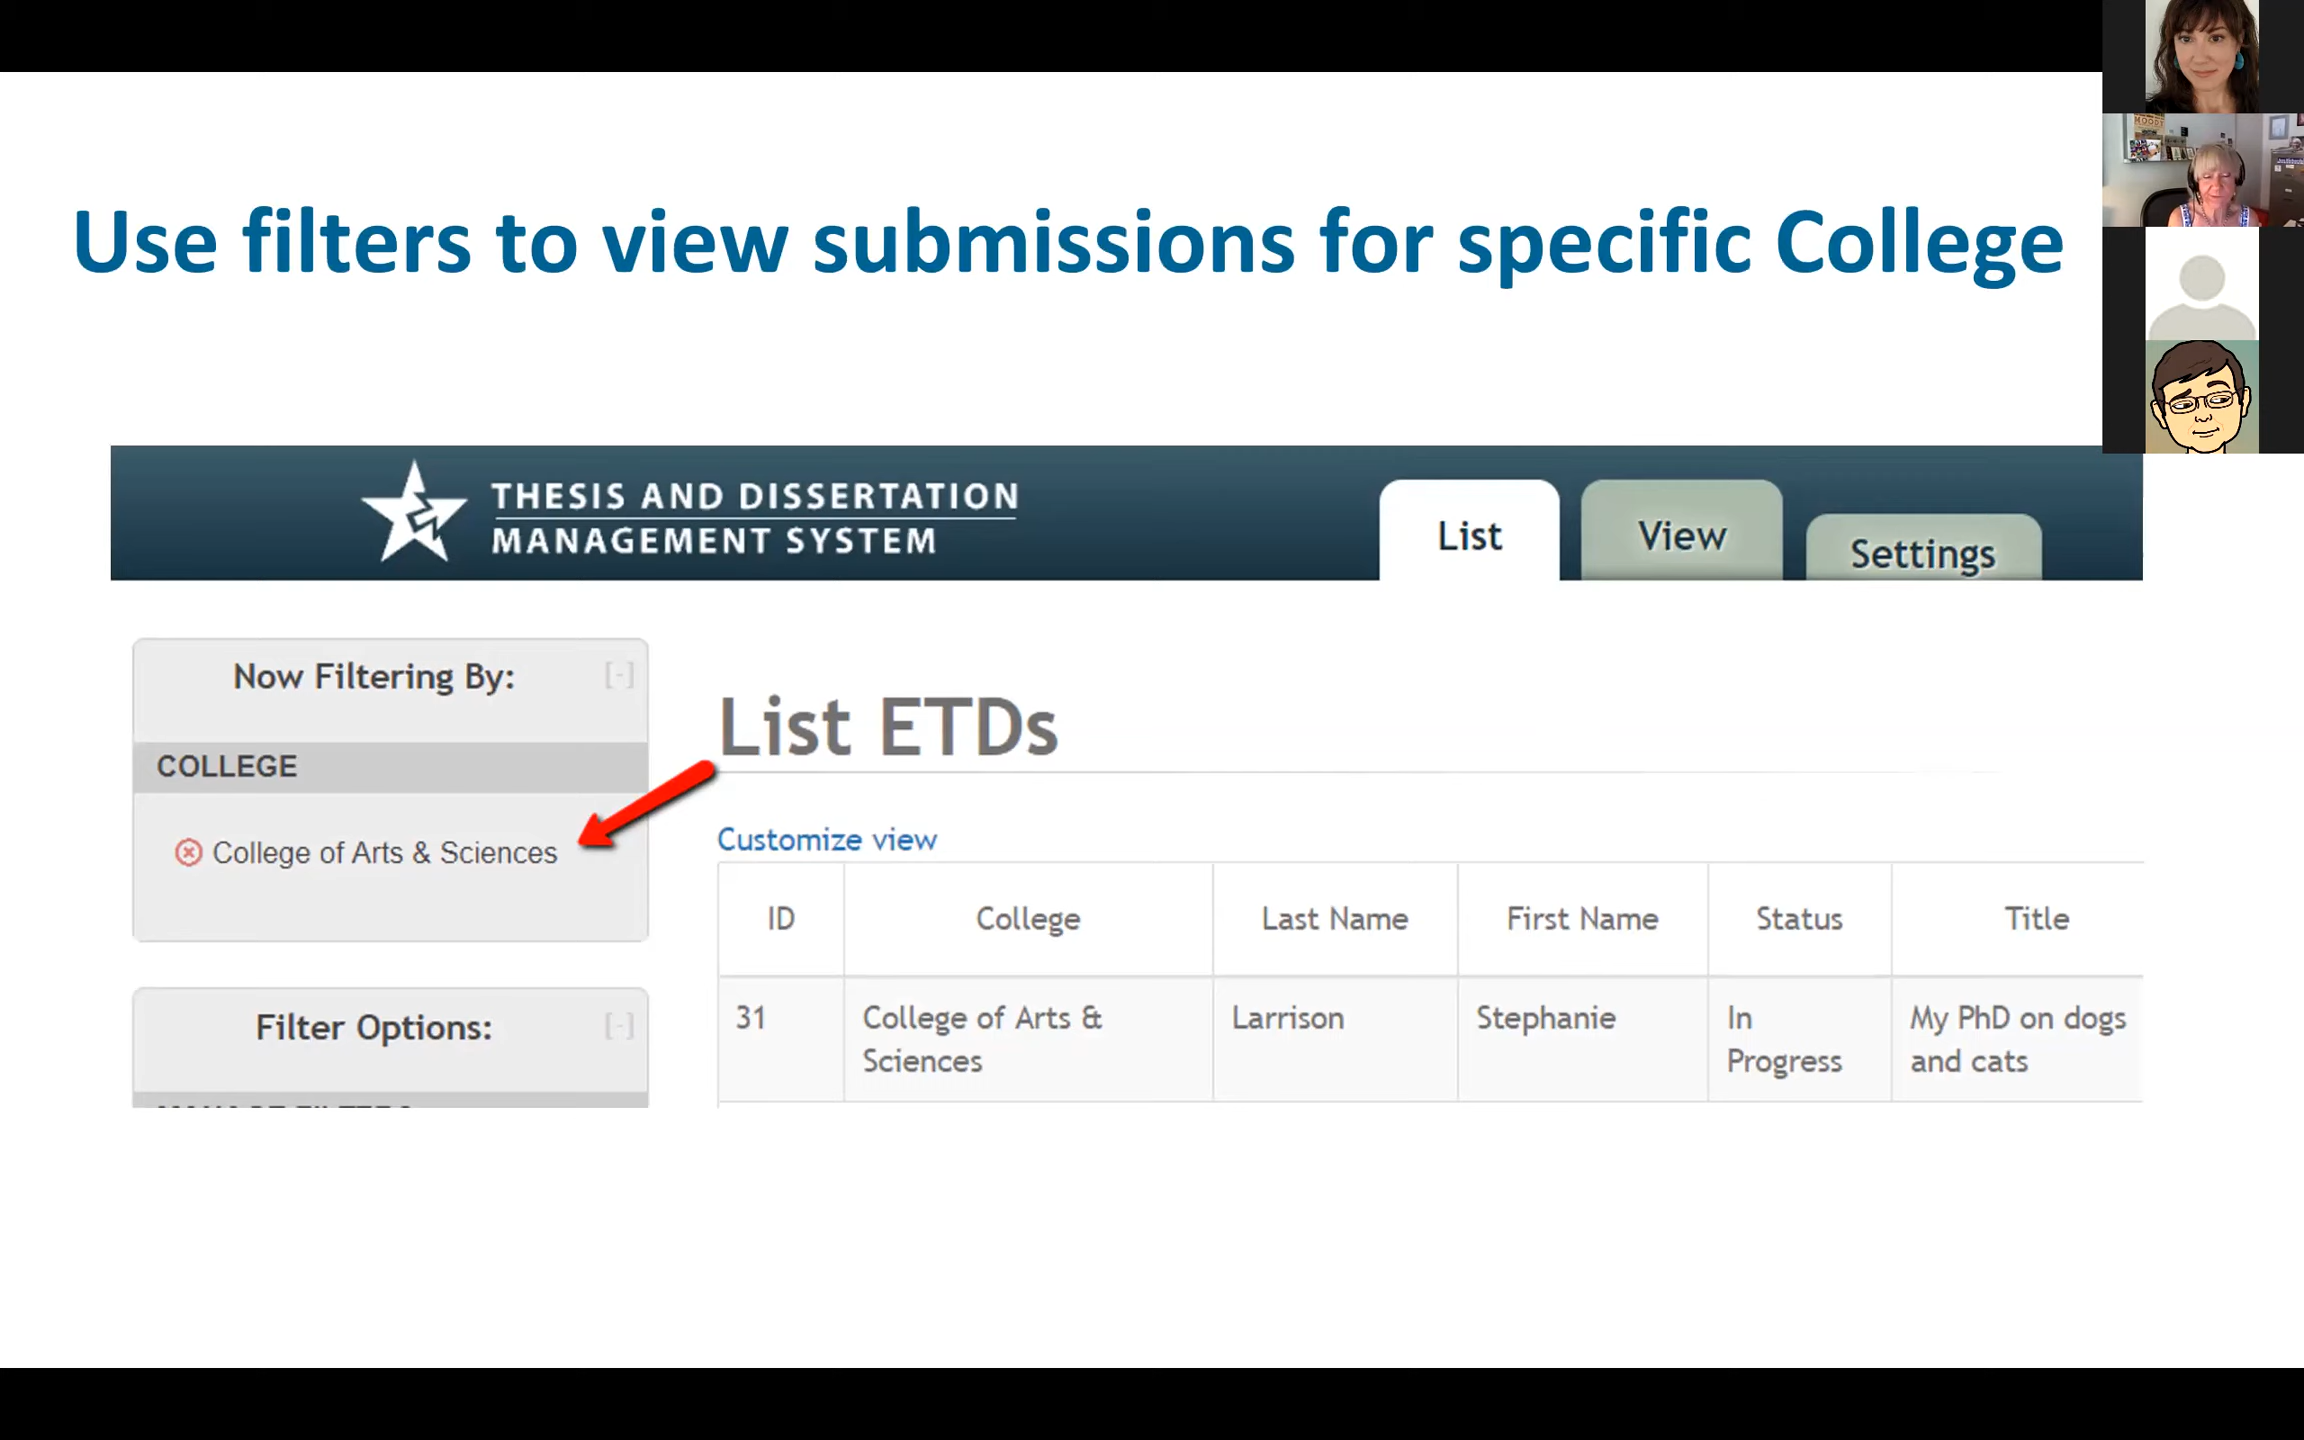 Use filters to view submissions for specific College
THESIS AND DISSERTATION
MANAGEMENT SYSTEM
List
View
Settings
Now Filtering By:
[-]
COLLEGE
College of Arts & Sciences
Filter Options:
[-]
List ETDs
Customize view
ID
College
Last Name
First Name
Status
Title
31
College of Arts &
Sciences
Larrison
Stephanie
In
Progress
My PhD on dogs
and cats